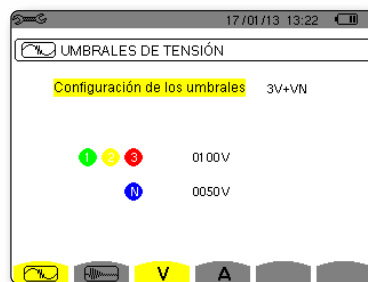 17/01/13 13:22
UMBRALES DE TENSIÓN
Configuración de los umbrales 3V+VN
1 2 3 0100V
N 0050V
V A